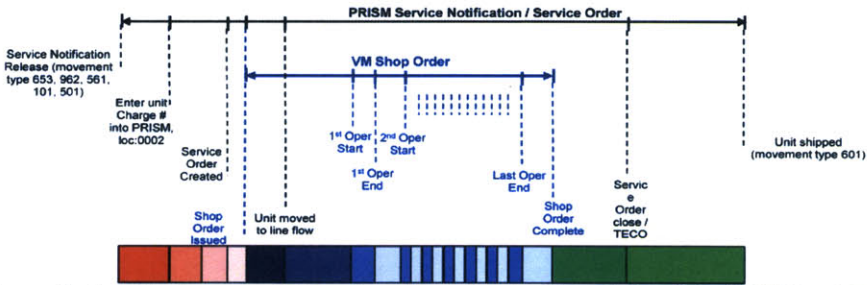 PRISM Service Notification / Service Order
Service Notification
Release (movement
type 653, 962, 561,
101, 501)
VM Shop Order
Enter unit
Charge #
into PRISM,
loc:0002
Service
Order
Created
1st Oper
Start
2nd Oper
Start
1st Oper
End
Last Oper
End
Unit shipped
(movement type 601)
Shop
Order
Issued
Unit moved
to line flow
Shop
Order
Complete
Servic
e
Order
close /
TECO